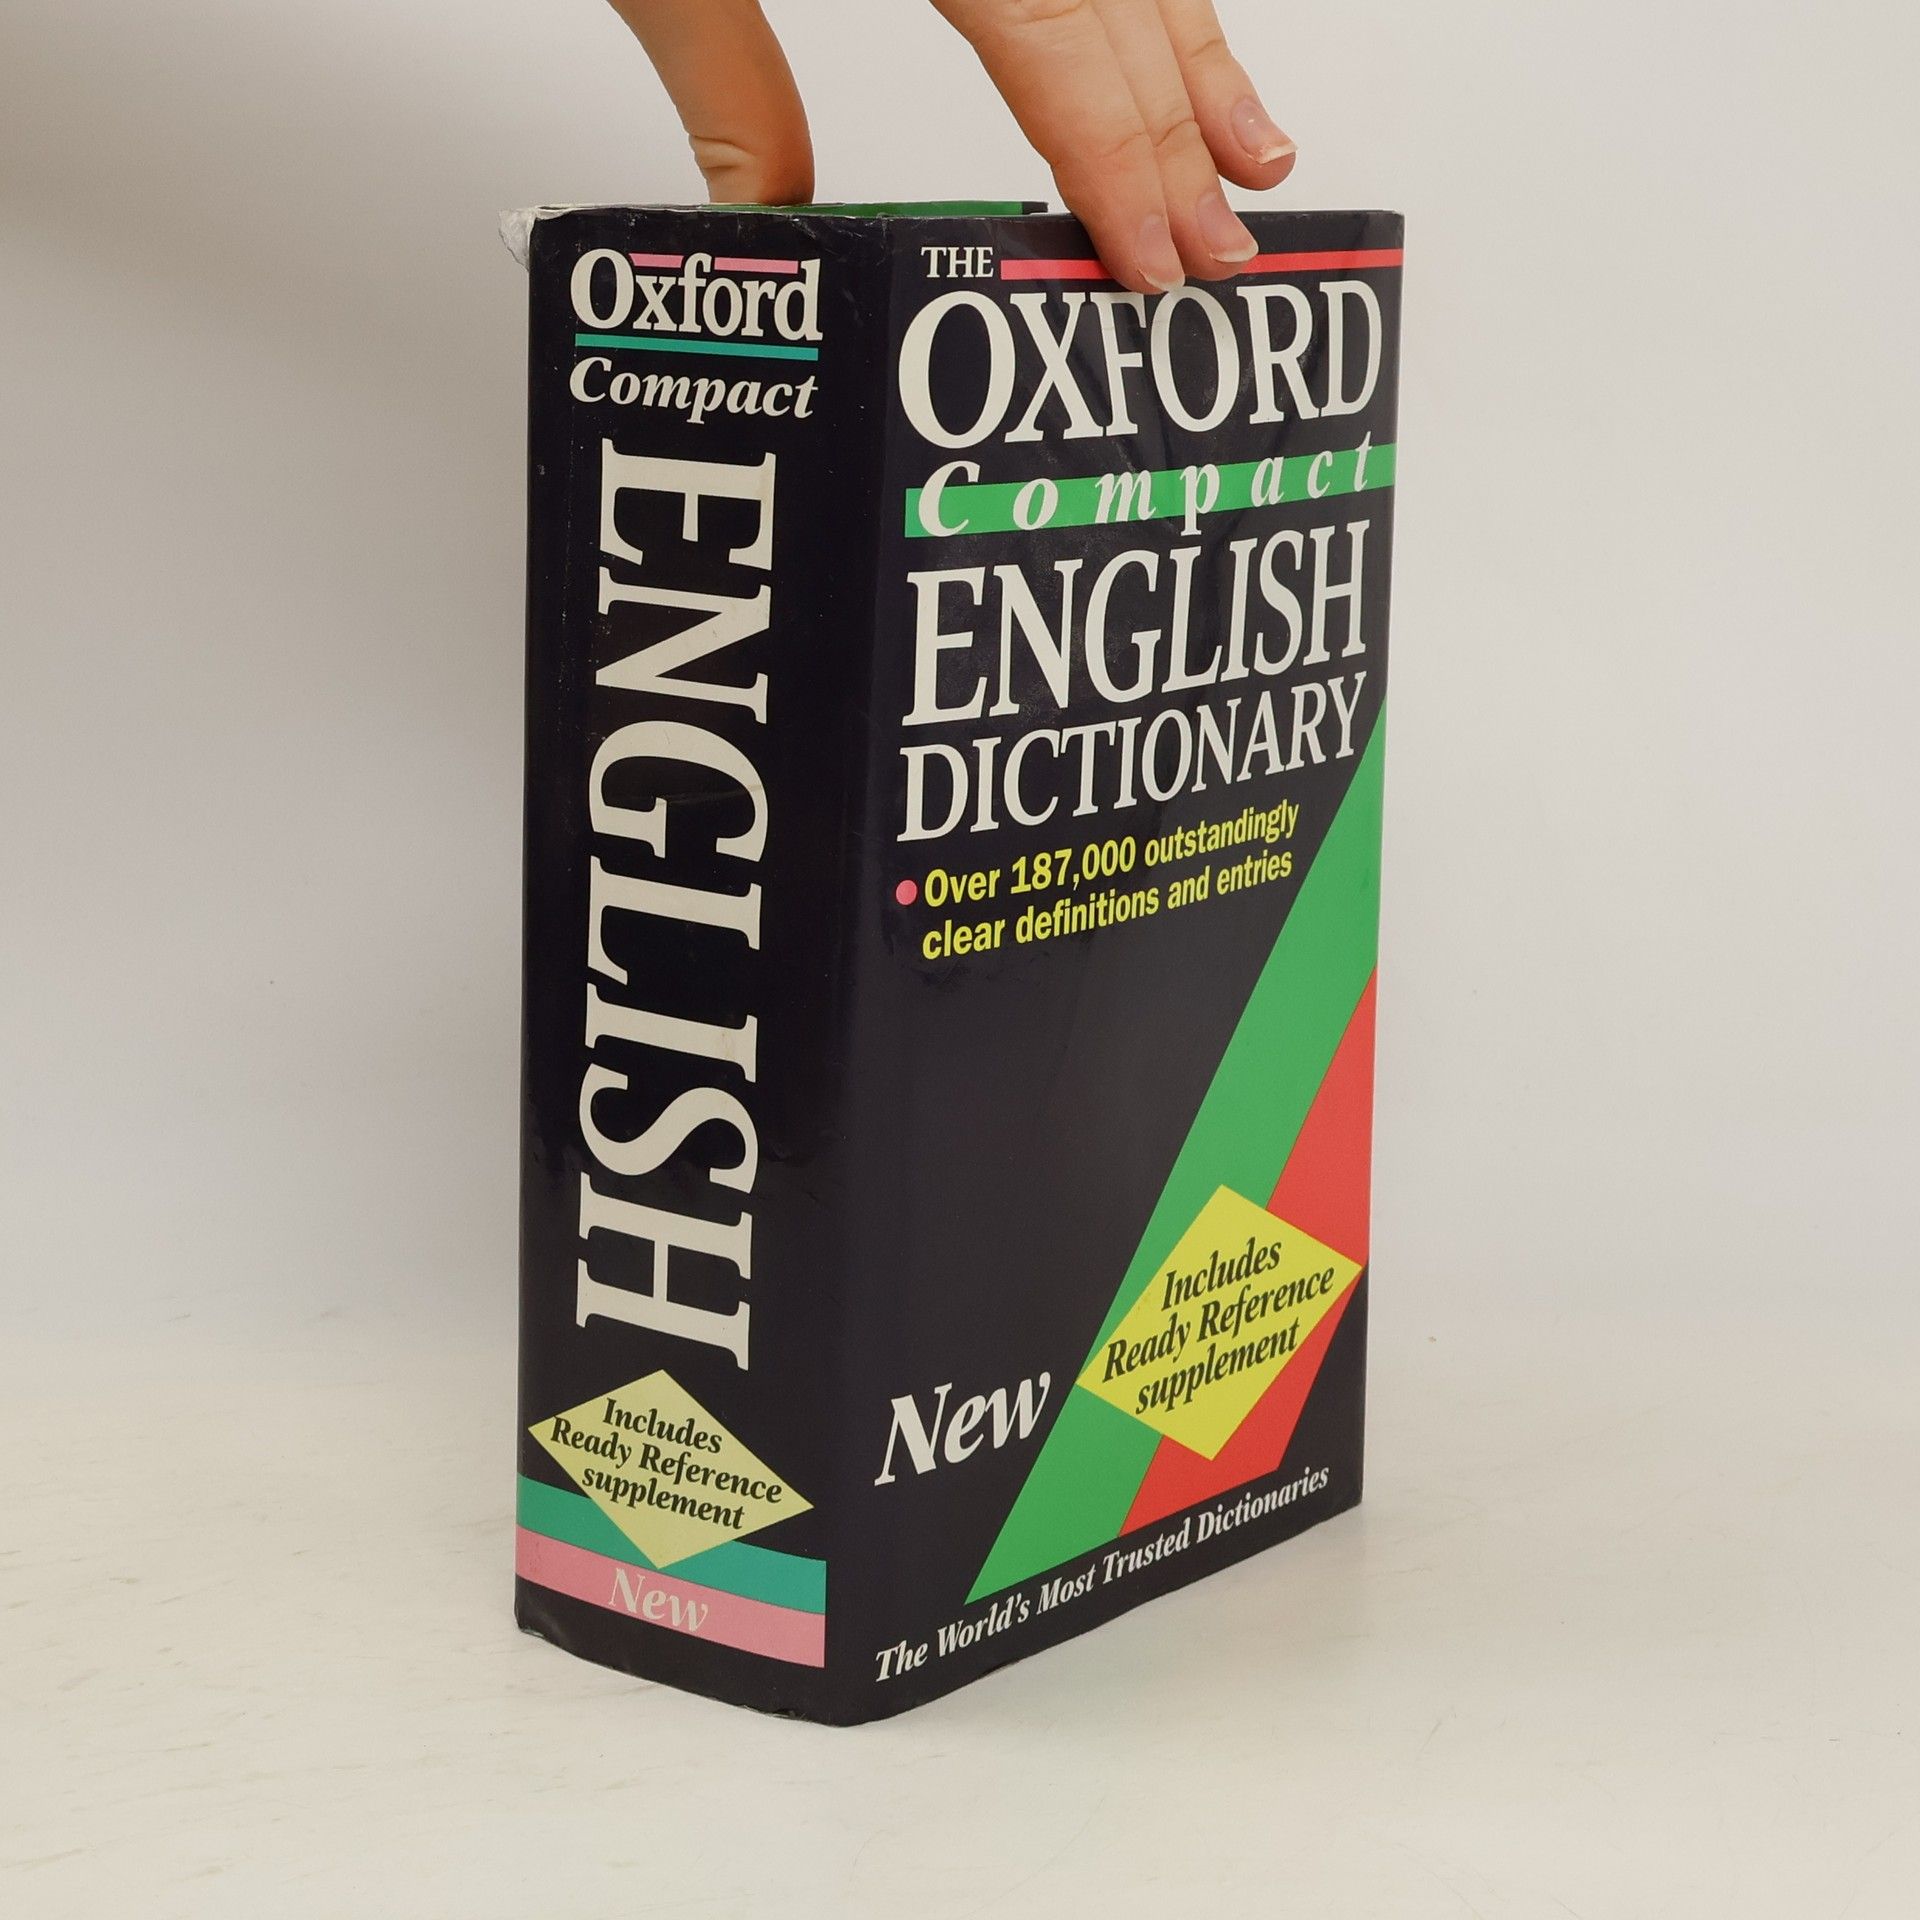 Oxford
Compact
ENGLISH
Includes
Ready Reference
supplement
New
THE
OXFORD
Compact
ENGLISH
DICTIONARY
Over 187,000 outstandingly
clear definitions and entries
Includes
Ready Reference
supplement
New
The World's Most Trusted Dictionaries